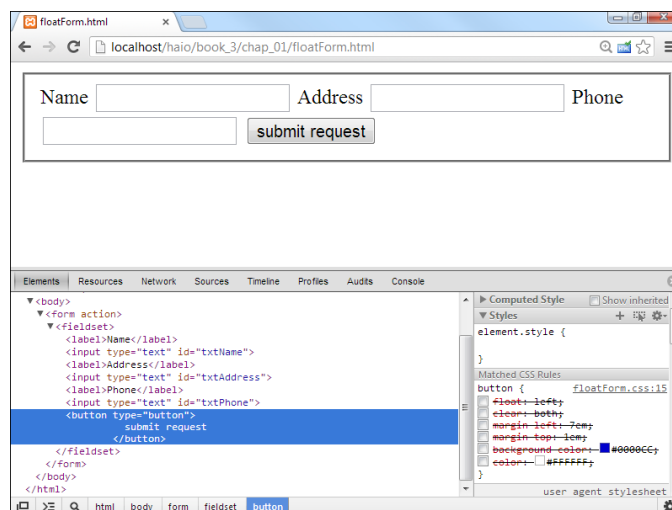 floatForm.html
localhost/haio/book_3/chap_01/floatForm.html
Name Address Phone
submit request
Elements Resources Network Sources Timeline Profiles Audits Console
▼<body>
▼<form action>
▼<fieldset>
<label>Name</label>
<input type="text" id="txtName">
<label>Address</label>
<input type="text" id="txtAddress">
<label>Phone</label>
<input type="text" id="txtPhone">
<button type="button">
submit request
</button>
</fieldset>
</form>
</body>
</html>
▶ Computed Style Show inherited
▼ Styles
element.style {
}
Matched CSS Rules
button { floatForm.css:15
float: left;
clear: both;
margin-left: 7em;
margin-top: 1em;
background-color: #0000CC;
color: #FFFFFF;
}
user agent stylesheet
html body form fieldset button